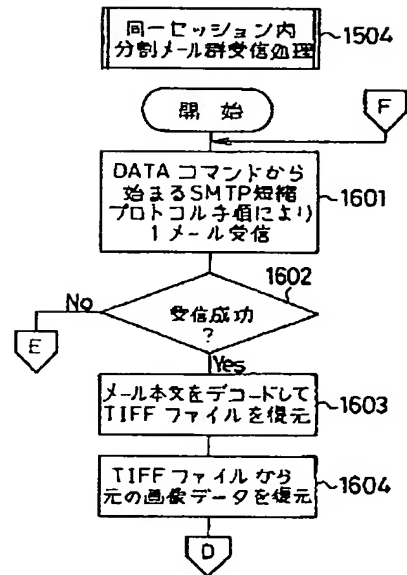 同一セッション内
分割メール群受信処理
1504
開始
F
DATAコマンドから
始まるSMTP短縮
プロトコル手順により
1メール受信
1601
1602
No
受信成功
?
E
Yes
メール本文をデコードして
TIFFファイルを復元
1603
TIFFファイルから
元の画像データを復元
1604
D